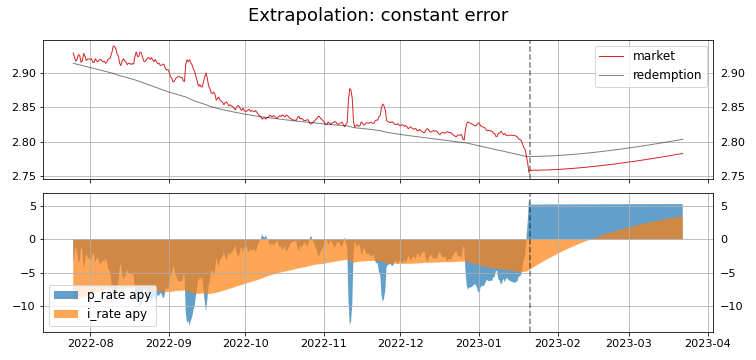 Extrapolation: constant error
2.90
2.85
2.80
2.75
market
redemption
2.90
2.85
2.80
2.75
5
0
−5
−10
p_rate apy
i_rate apy
5
0
−5
−10
2022-08 2022-09 2022-10 2022-11 2022-12 2023-01 2023-02 2023-03 2023-04